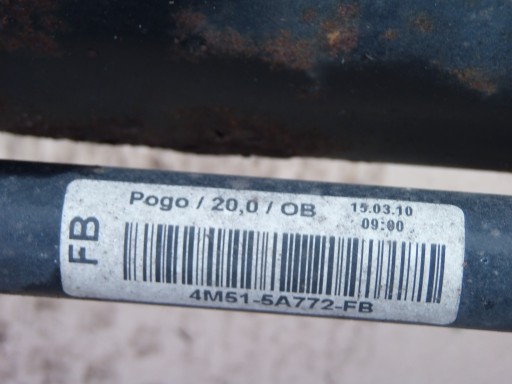 FB
Pogo / 20,0 / OB
15.03.10
09:00
4M51-5A772-FB